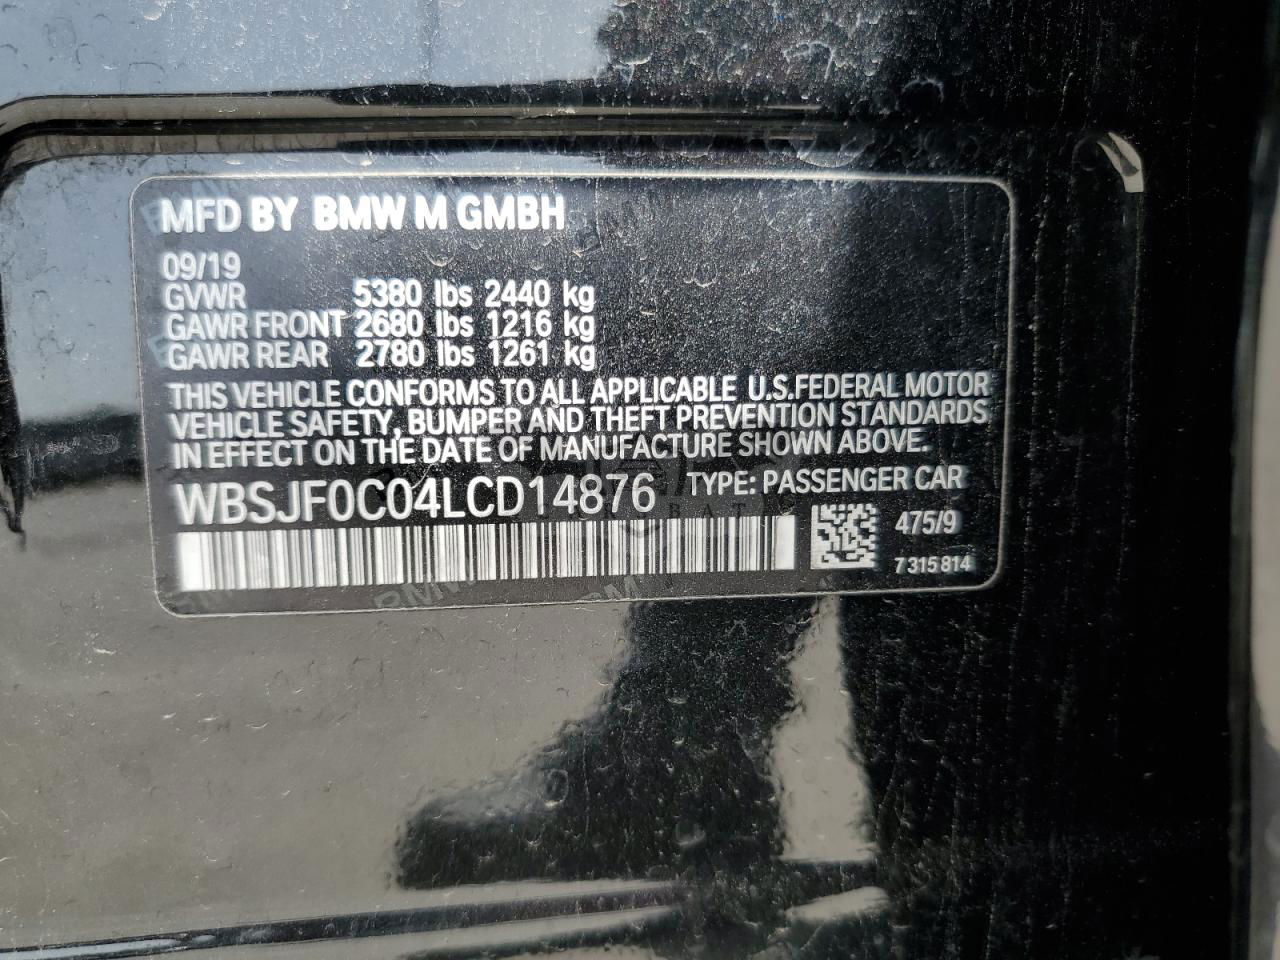 MFD BY BMW M GMBH
09/19
GVWR 5380 lbs 2440 kg
GAWR FRONT 2680 lbs 1216 kg
GAWR REAR 2780 lbs 1261 kg
THIS VEHICLE CONFORMS TO ALL APPLICABLE U.S.FEDERAL MOTOR
VEHICLE SAFETY, BUMPER AND THEFT PREVENTION STANDARDS
IN EFFECT ON THE DATE OF MANUFACTURE SHOWN ABOVE.
WBSJF0C04LCD14876 TYPE: PASSENGER CAR
475/9
7 315 814